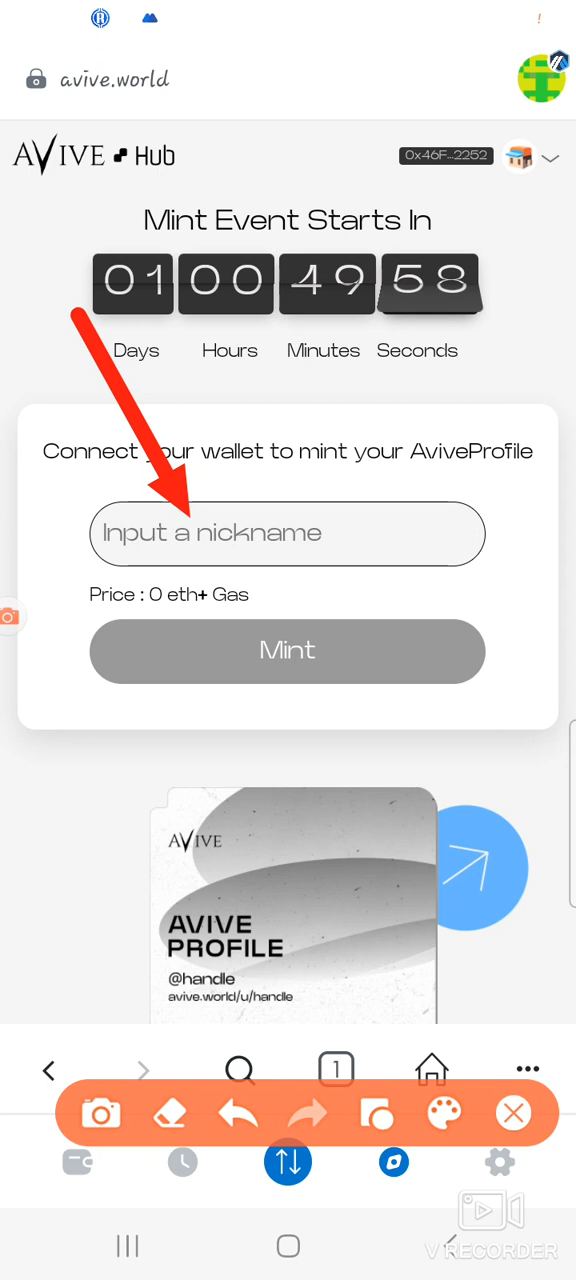 avive.world
AVIVE Hub
0x46F...2252
Mint Event Starts In
01 00 49 58
Days Hours Minutes Seconds
Connect your wallet to mint your AviveProfile
Input a nickname
Price : 0 eth+ Gas
Mint
AVIVE
AVIVE
PROFILE
@handle
avive.world/u/handle
1
V RECORDER